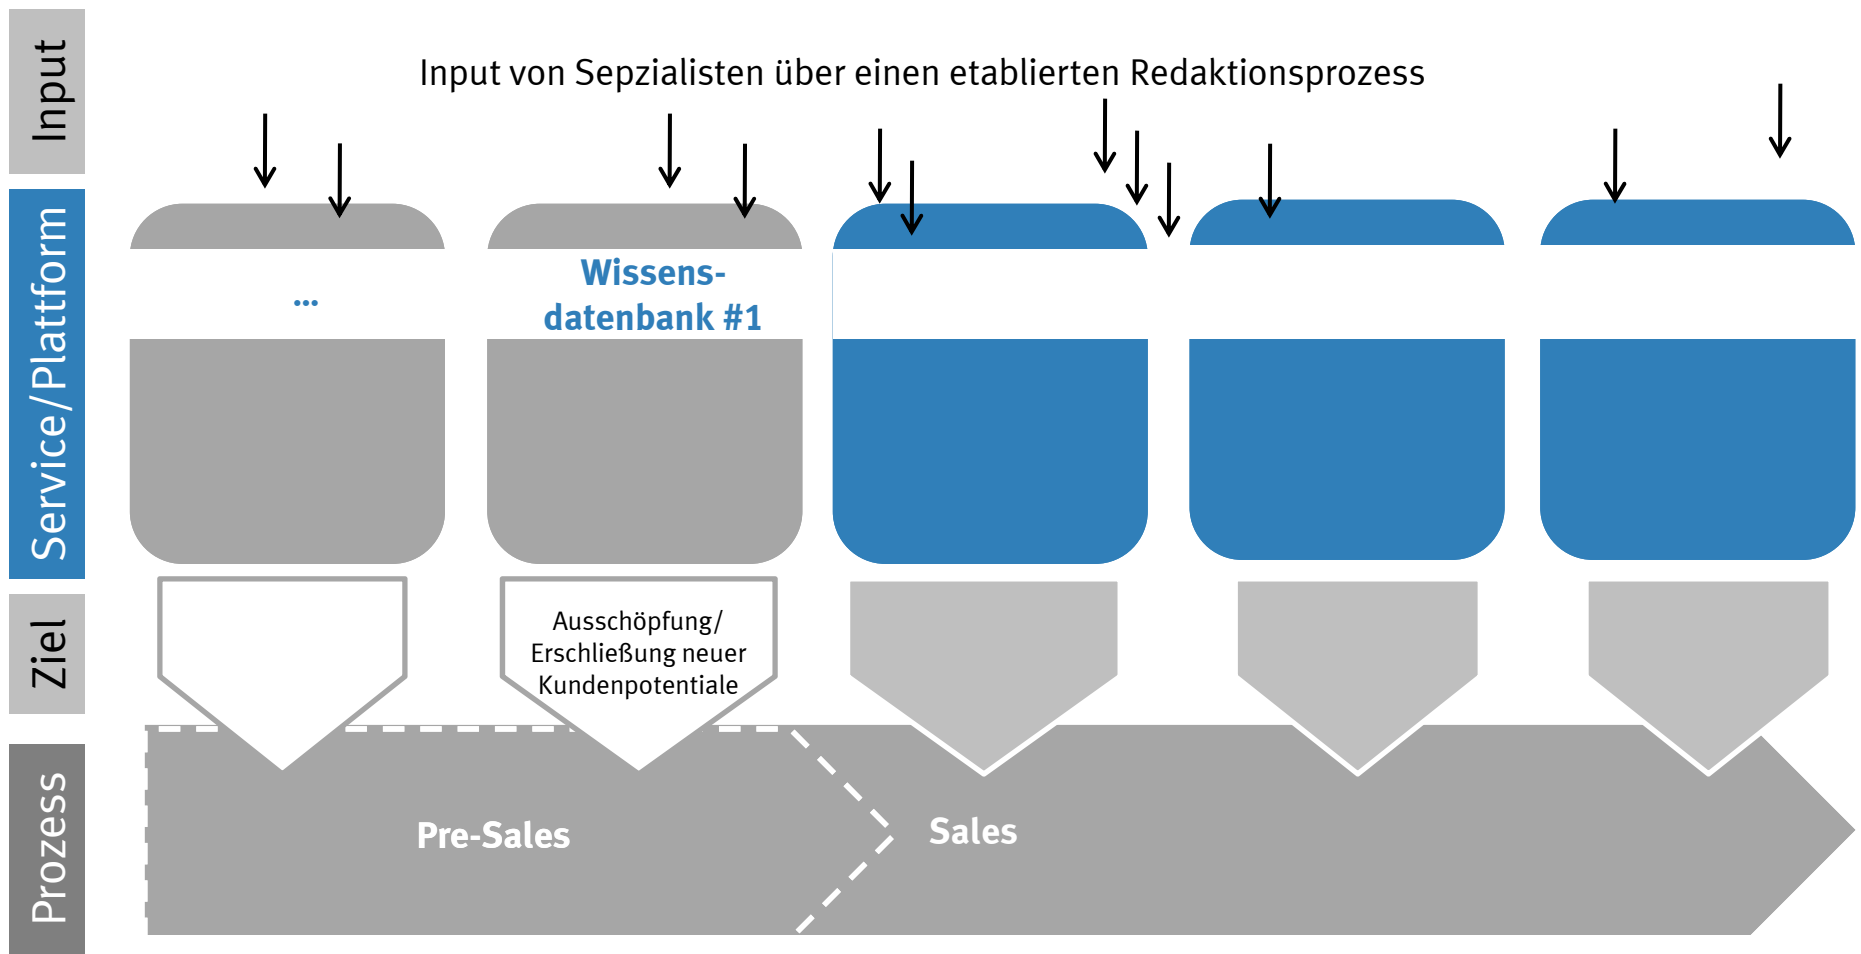 Input
Input von Sepzialisten über einen etablierten Redaktionsprozess
Service/Plattform
...
Wissens-
datenbank #1
Ziel
Ausschöpfung/
Erschließung neuer
Kundenpotentiale
Prozess
Pre-Sales
Sales